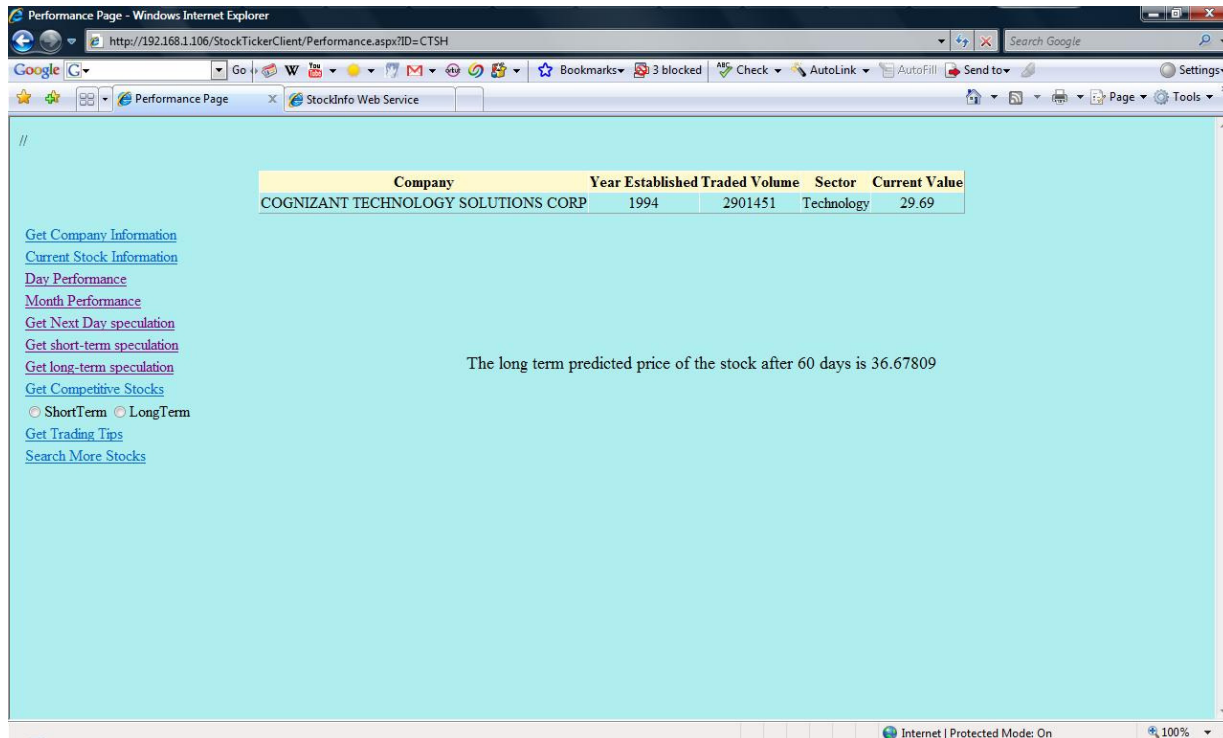 Performance Page - Windows Internet Explorer
http://192.168.1.106/StockTickerClient/Performance.aspx?ID=CTSH
Search Google
Google G Go W You Tube M Bookmarks 3 blocked ABC Check AutoLink AutoFill Send to Settings
Performance Page X StockInfo Web Service Page Tools
//
Company Year Established Traded Volume Sector Current Value
COGNIZANT TECHNOLOGY SOLUTIONS CORP 1994 2901451 Technology 29.69
Get Company Information
Current Stock Information
Day Performance
Month Performance
Get Next Day speculation
Get short-term speculation
Get long-term speculation
The long term predicted price of the stock after 60 days is 36.67809
Get Competitive Stocks
ShortTerm LongTerm
Get Trading Tips
Search More Stocks
Internet | Protected Mode: On 100%